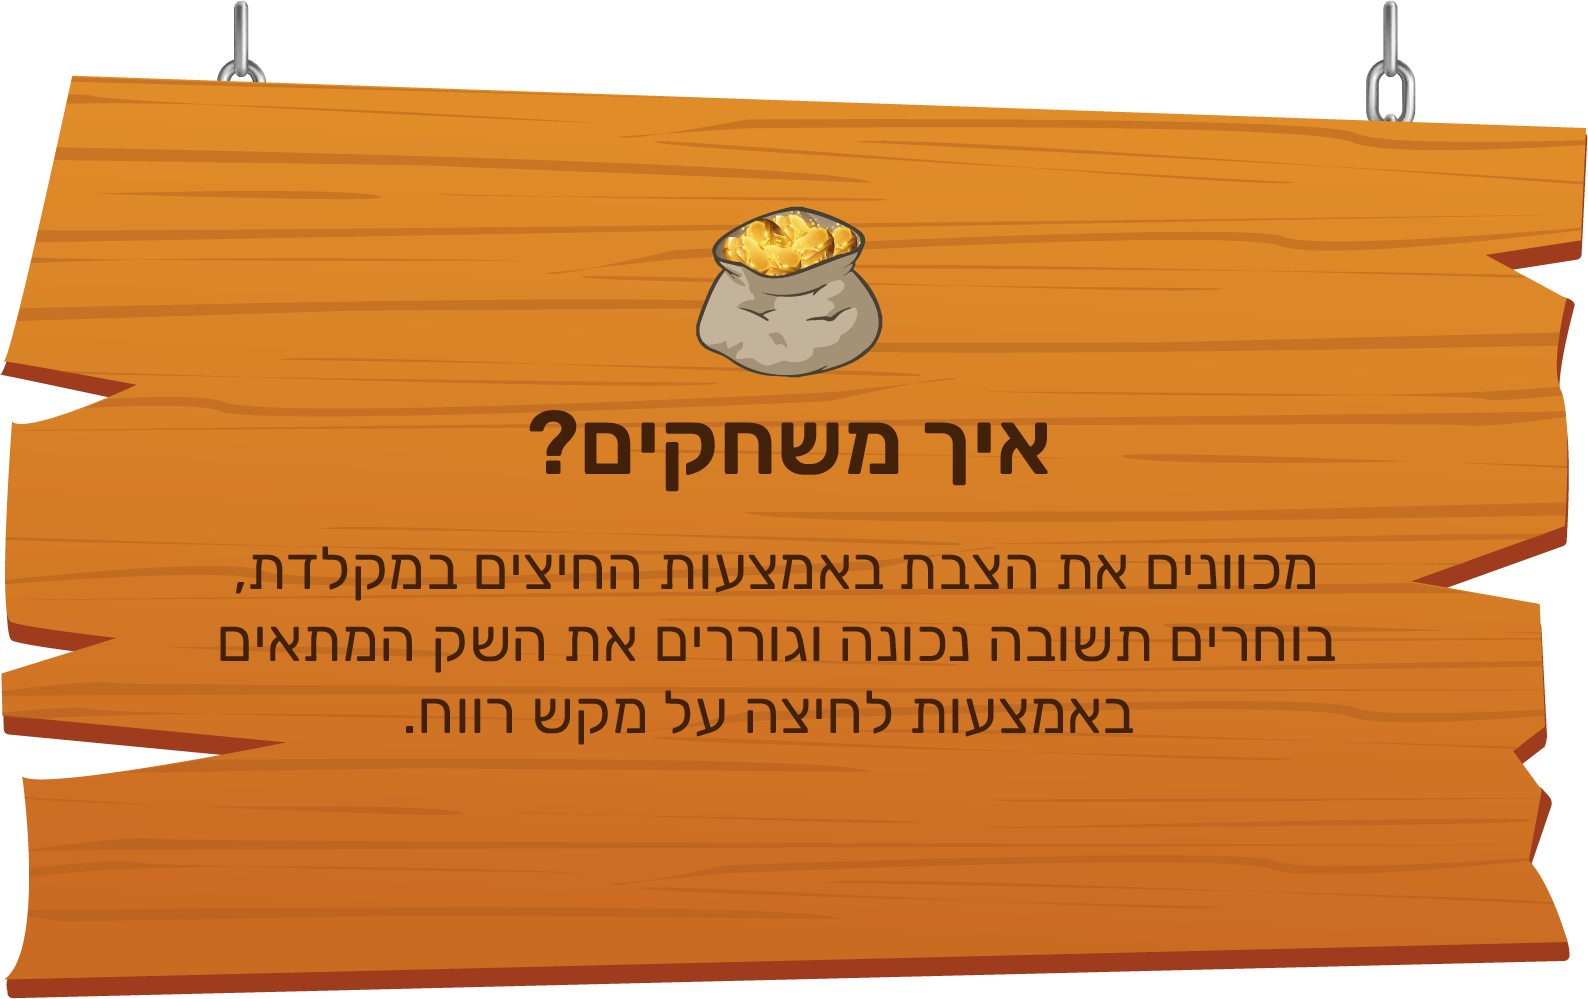 איך משחקים?
מכוונים את הצבת באמצעות החיצים במקלדת,
בוחרים תשובה נכונה וגוררים את השק המתאים
באמצעות לחיצה על מקש רווח.